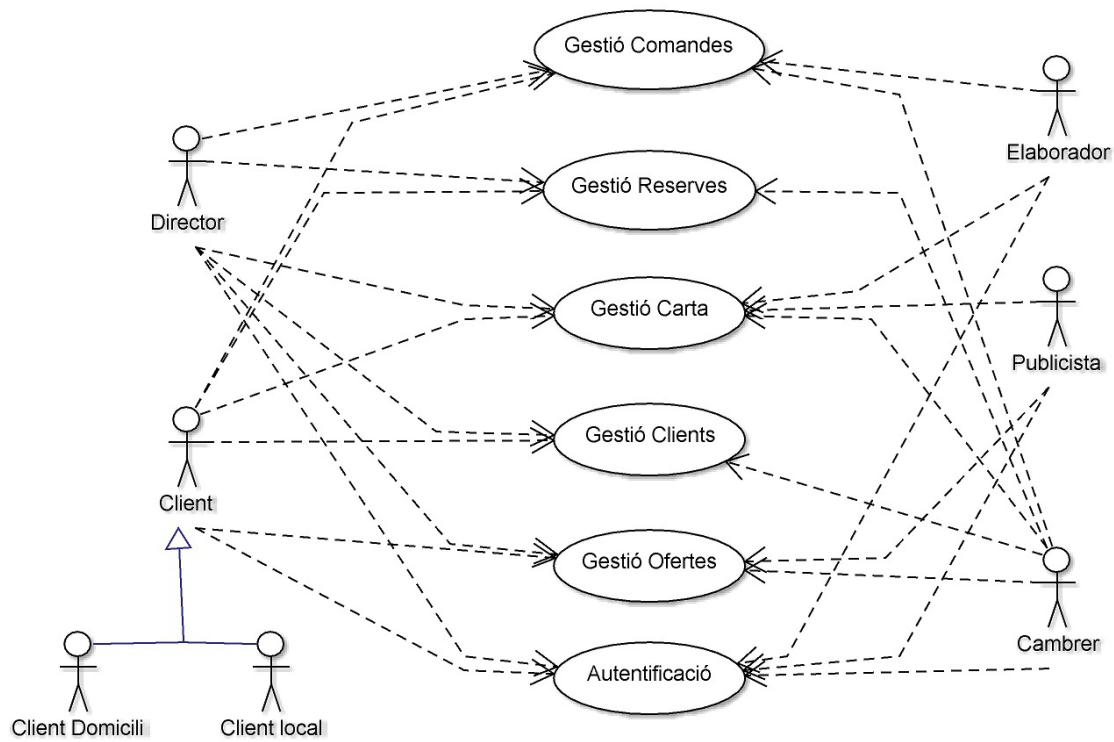 Gestió Comandes
Elaborador
Gestió Reserves
Director
Gestió Carta
Publicista
Gestió Clients
Client
Gestió Ofertes
Cambrer
Autentificació
Client Domicili
Client local